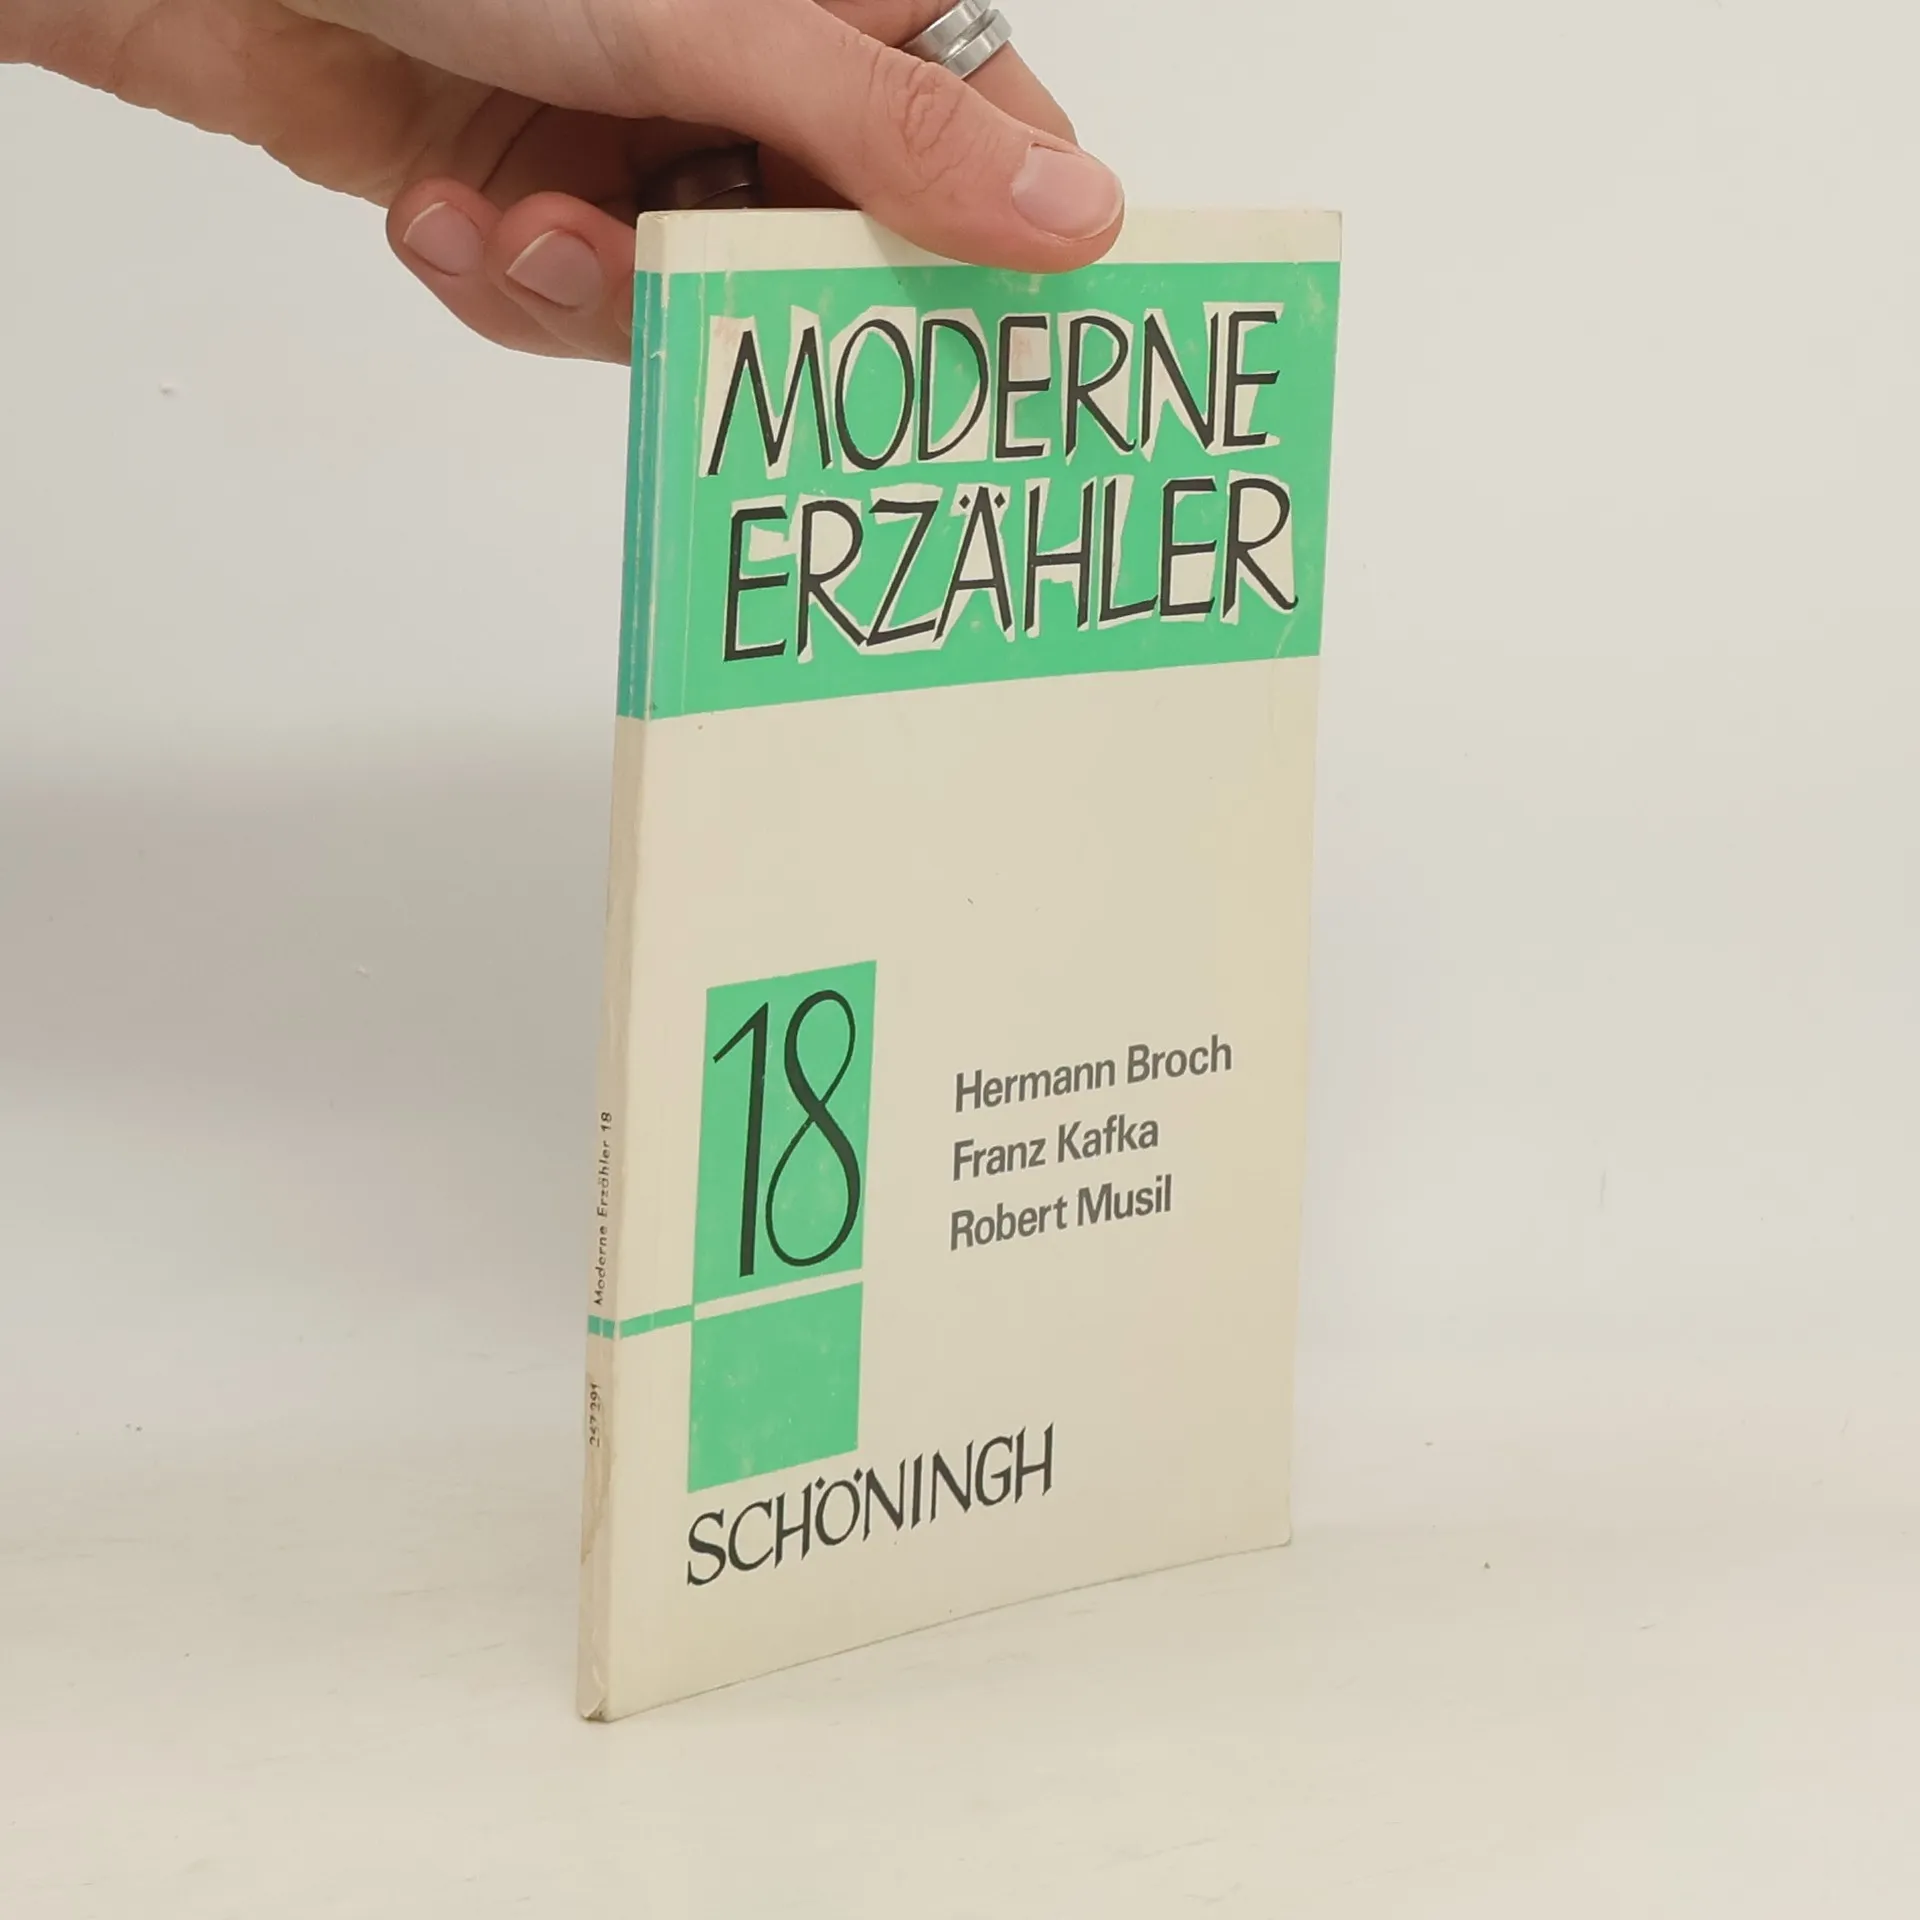 MODERNE
ERZÄHLER
18
Hermann Broch
Franz Kafka
Robert Musil
SCHÖNINGH
Moderne Erzähler 18